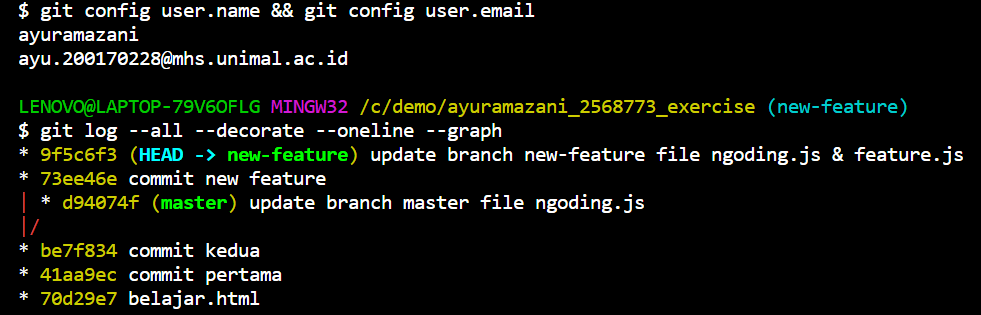 $ git config user.name && git config user.email
ayuramazani
ayu.200170228@mhs.unimal.ac.id
LENOVO@LAPTOP-79V6OFLG MINGW32 /c/demo/ayuramazani_2568773_exercise (new-feature)
$ git log --all --decorate --oneline --graph
* 9f5c6f3 (HEAD -> new-feature) update branch new-feature file ngoding.js & feature.js
* 73ee46e commit new feature
| * d94074f (master) update branch master file ngoding.js
|/
* be7f834 commit kedua
* 41aa9ec commit pertama
* 70d29e7 belajar.html